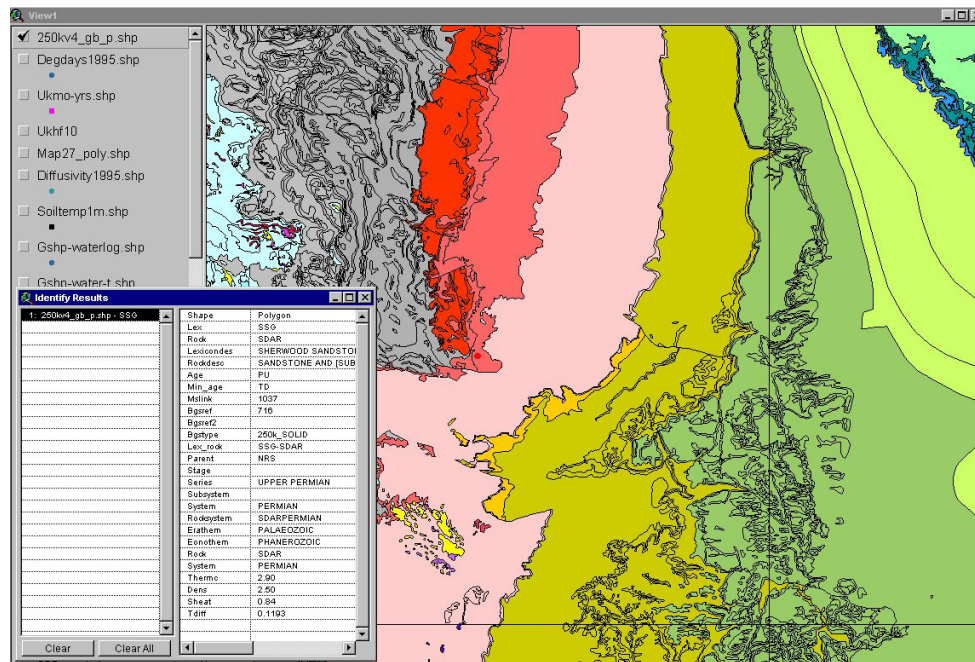 View1
250kv4_gb_p.shp
Degdays1995.shp
Ukmo-yrs.shp
Ukhf10
Map27_poly.shp
Diffusivity1995.shp
Soiltemp1m.shp
Gshp-waterlog.shp
Gshp-water-t.shp
Identify Results
1: 250kv4_gb_p.shp - SSG
Shape Polygon
Lex SSG
Rock SDAR
Lexicondes SHERWOOD SANDSTO
Rockdesc SANDSTONE AND [SUB
Age PU
Min_age TD
Mslink 1037
Bgsref 716
Bgsref2
Bgstype 250k_SOLID
Lex_rock SSG-SDAR
Parent NRS
Stage
Series UPPER PERMIAN
Subsystem
System PERMIAN
Rocksystem SDARPERMIAN
Erathem PALAEOZOIC
Eonothem PHANEROZOIC
Rock SDAR
System PERMIAN
Thermc 2.90
Dens 2.50
Sheat 0.84
Tdiff 0.1193
Clear Clear All